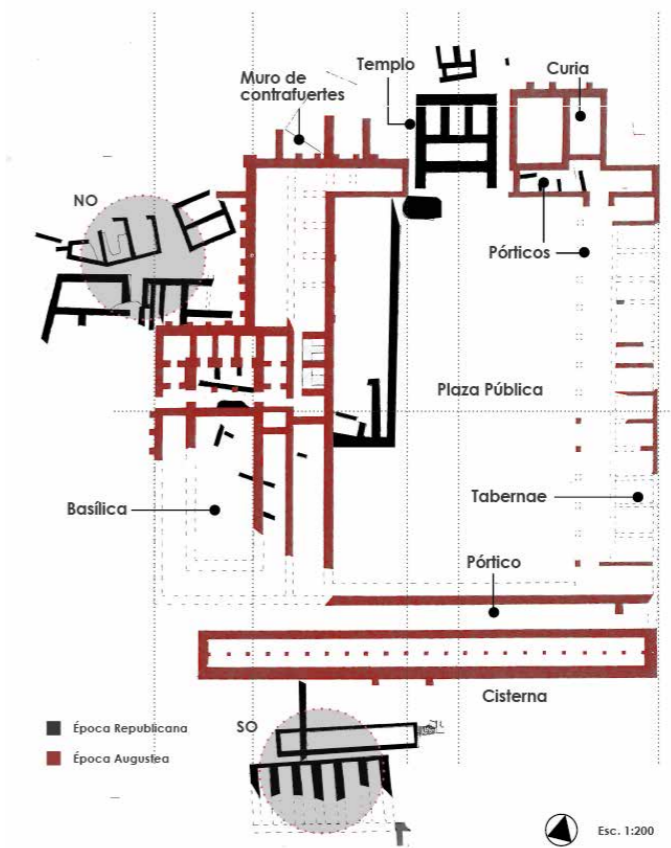 Templo
Curia
Muro de
contrafuertes
NO
Pórticos
Plaza Pública
Tabernae
Basílica
Pórtico
Cisterna
SO
Época Republicana
Época Augustea
Esc. 1:200